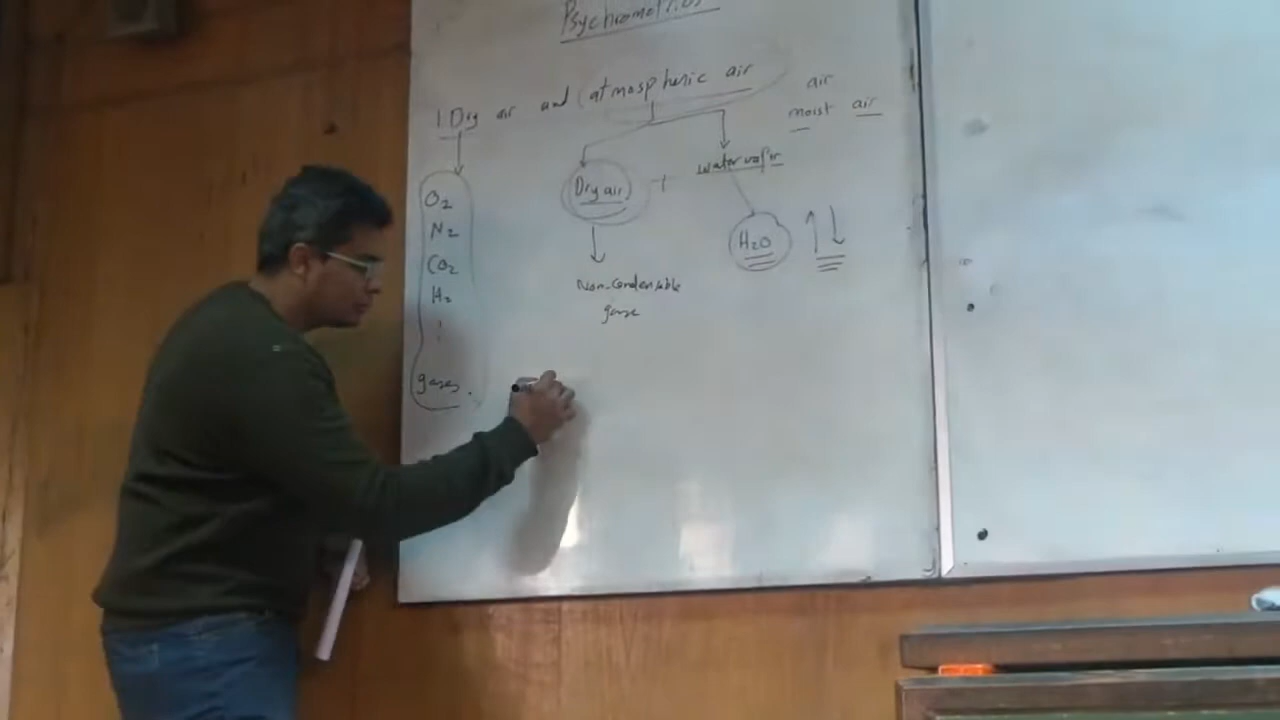 Psychrometrics
1 Dry air and (atmospheric air
air
moist air
Dry air + water vapor
O2
N2
CO2
H2
gases.
H2O
non-condensable
gase